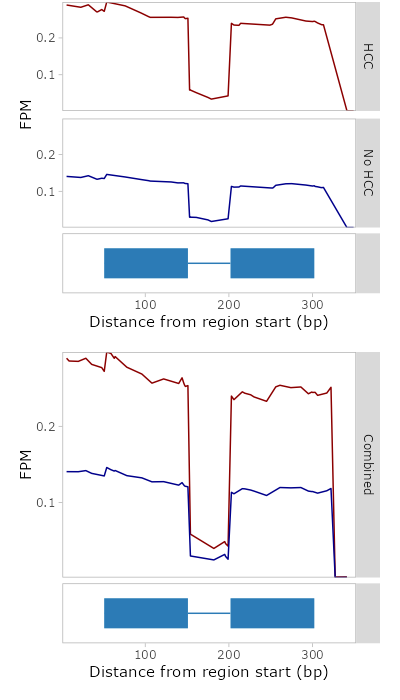 HCC
0.2
0.1
FPM
No HCC
0.2
0.1
100 200 300
Distance from region start (bp)
Combined
0.2
FPM
0.1
100 200 300
Distance from region start (bp)